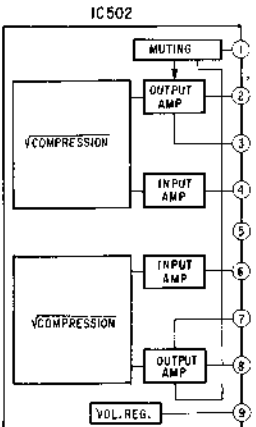 IC502
MUTING
1
OUTPUT
AMP
2
√COMPRESSION
3
INPUT
AMP
4
5
INPUT
AMP
6
7
√COMPRESSION
OUTPUT
AMP
8
VOL. REG.
9